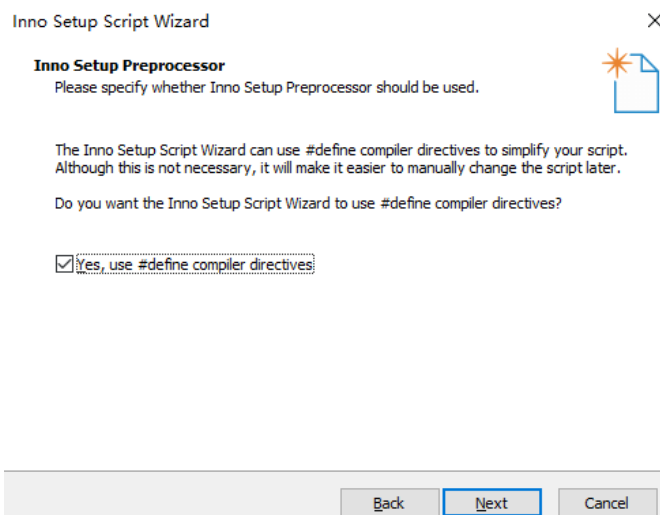 Inno Setup Script Wizard
Inno Setup Preprocessor
Please specify whether Inno Setup Preprocessor should be used.
The Inno Setup Script Wizard can use #define compiler directives to simplify your script.
Although this is not necessary, it will make it easier to manually change the script later.
Do you want the Inno Setup Script Wizard to use #define compiler directives?
Yes, use #define compiler directives
Back Next Cancel